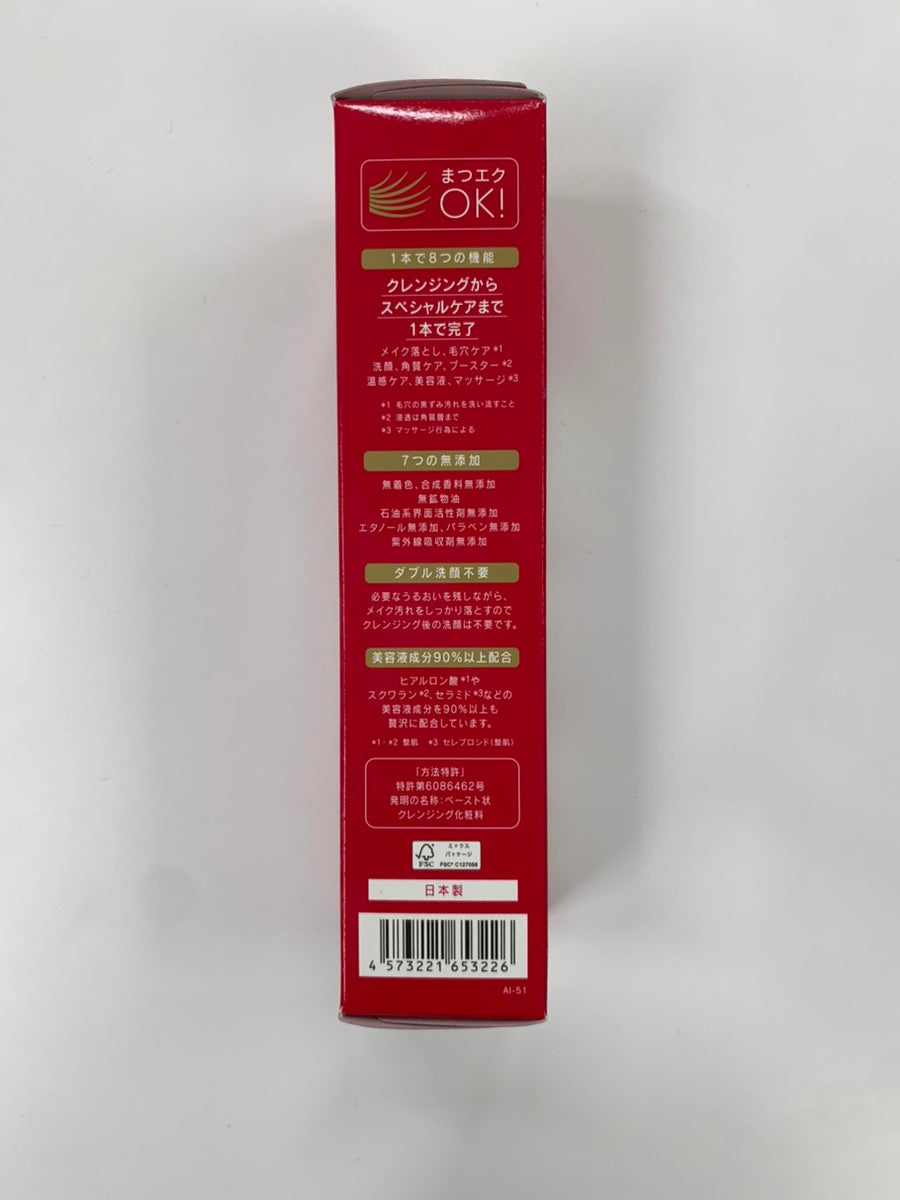 まつエク
OK!
1本で8つの機能
クレンジングから
スペシャルケアまで
1本で完了
メイク落とし、毛穴ケア*1
洗顔、角質ケア、ブースター*2
温感ケア、美容液、マッサージ*3
*1 毛穴の黒ずみ汚れを洗い流すこと
*2 浸透は角質層まで
*3 マッサージ行為による
7つの無添加
無着色、合成香料無添加
無鉱物油
石油系界面活性剤無添加
エタノール無添加、パラベン無添加
紫外線吸収剤無添加
ダブル洗顔不要
必要なうるおいを残しながら、
メイク汚れをしっかり落とすので
クレンジング後の洗顔は不要です。
美容液成分90%以上配合
ヒアルロン酸*1や
スクワラン*2、セラミド*3などの
美容液成分を90%以上も
贅沢に配合しています。
*1・*2 整肌 *3 セレブロシド(整肌)
「方法特許」
特許第6086462号
発明の名称:ペースト状
クレンジング化粧料
ミックス
パッケージ
FSC FSC® C127058
日本製
4 573221 653226
AI-51